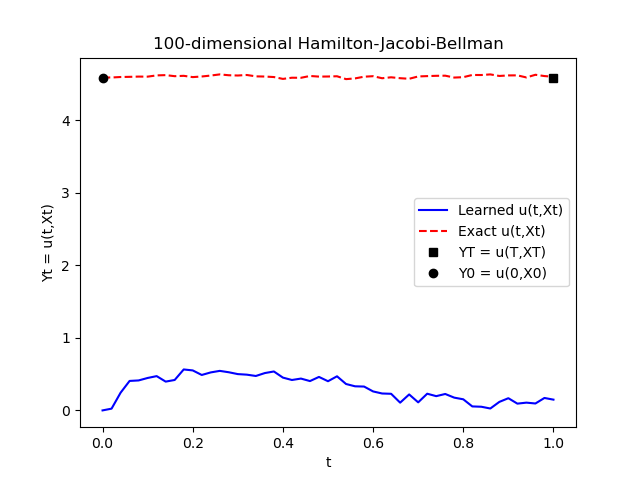 100-dimensional Hamilton-Jacobi-Bellman
Yt = u(t,Xt)
4
3
2
1
0
Learned u(t,Xt)
Exact u(t,Xt)
YT = u(T,XT)
Y0 = u(0,X0)
0.0 0.2 0.4 0.6 0.8 1.0
t